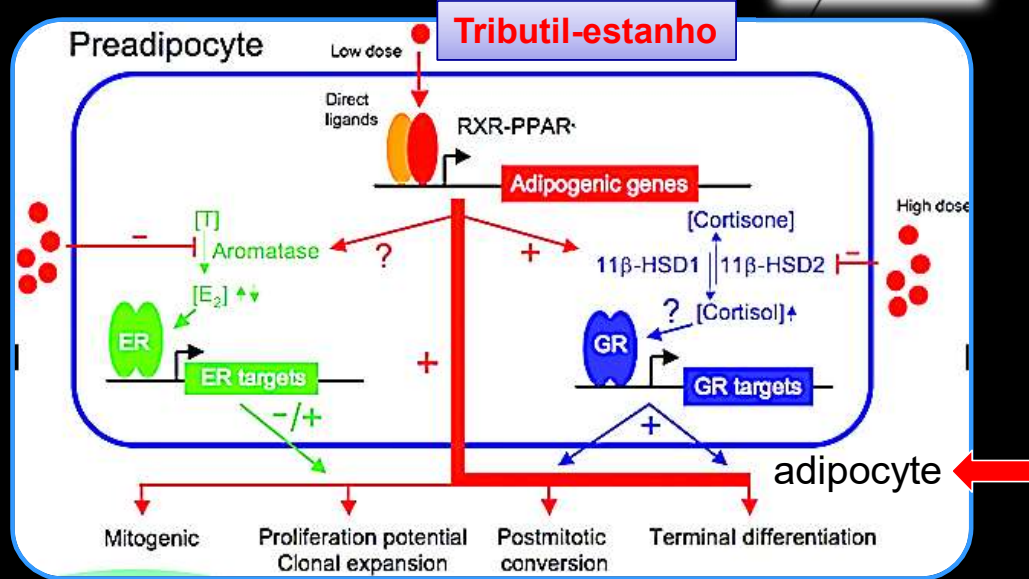 Tributil-estanho
Preadipocyte
Low dose
Direct
ligands
RXR-PPAR
Adipogenic genes
High dose
[T]
Aromatase
[E2]
?
+
[Cortisone]
11β-HSD1
11β-HSD2
[Cortisol]
?
−
−
ER
ER targets
+
GR
GR targets
−/+
+
adipocyte
Mitogenic
Proliferation potential
Clonal expansion
Postmitotic
conversion
Terminal differentiation